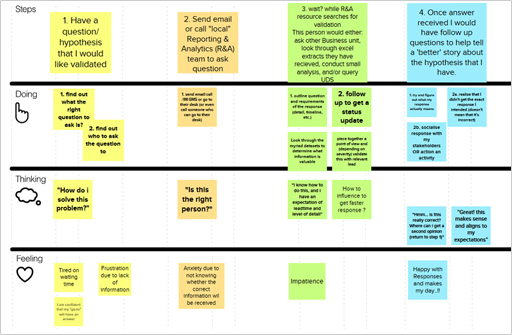 Steps
1. Have a
question/
hypothesis that I
would like validated
2. Send email
or call "local"
Reporting &
Analytics (R&A)
team to ask
question
3. wait? while R&A
resource searches for
validation
This person would either:
ask other Business unit,
look through excel
extracts they have
recieved, conduct small
analysis, and/or query
UDS
4. Once answer
received I would
have follow up
questions to help tell
a 'better' story about
the hypothesis that I
have.
Doing
1. find out
what the
right
question to
ask is?
2. find out
who to ask
the question
to
1. send email call
IM/SMS or go to
their desk (or even
call someone who
can go to their
desk)
1. outline question and
requirements of the
response (detail, timeline,
etc.)
2. follow
up to get a
status
update
Look through the
myried datasets to
determine what
information is
valuable
piece together a
point of view and
(depending on
severity) validate
this with relevant
lead
1. try and figure
out what my
response actually
means
2a. realise that I
didn't get the exact
response I
intended (doesn't
mean that it's
incorrect)
2b. socialise
response with my
stakeholders
OR action an
activity
Thinking
"How do i
solve this
problem?"
"Is this
the right
person?"
"I know how to
do this, and I
have an
expectation of
leadtime and
level of detail"
How to
influence to
get faster
response ?
"Hmm... is this
really correct?
Where can I get a
second opinion
(return to step 1)"
"Great! this
makes sense
and aligns to
my
expectations"
Feeling
Tired on
waiting
time
Frustration
due to lack
of
information
I am confident
that my "gents"
will have an
answer
Anxiety due to
not knowing
whether the
correct
information will
be received
Impatience
Happy with
Responses and
makes my
day..!!